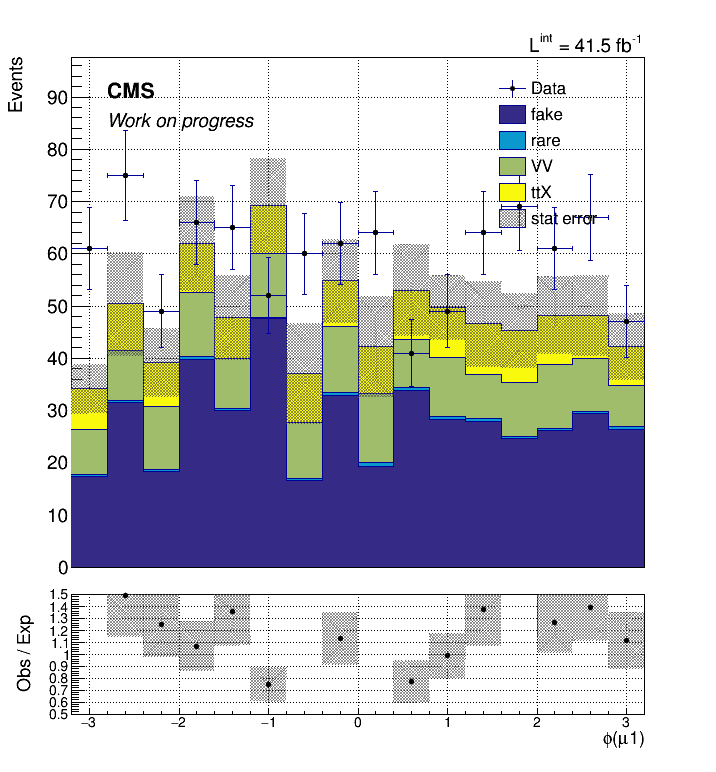 L^int = 41.5 fb^-1
Events
CMS
Work on progress
Data
fake
rare
VV
ttX
stat error
90
80
70
60
50
40
30
20
10
0
Obs / Exp
1.5
1.4
1.3
1.2
1.1
1
0.9
0.8
0.7
0.6
0.5
−3 −2 −1 0 1 2 3
ϕ(μ1)